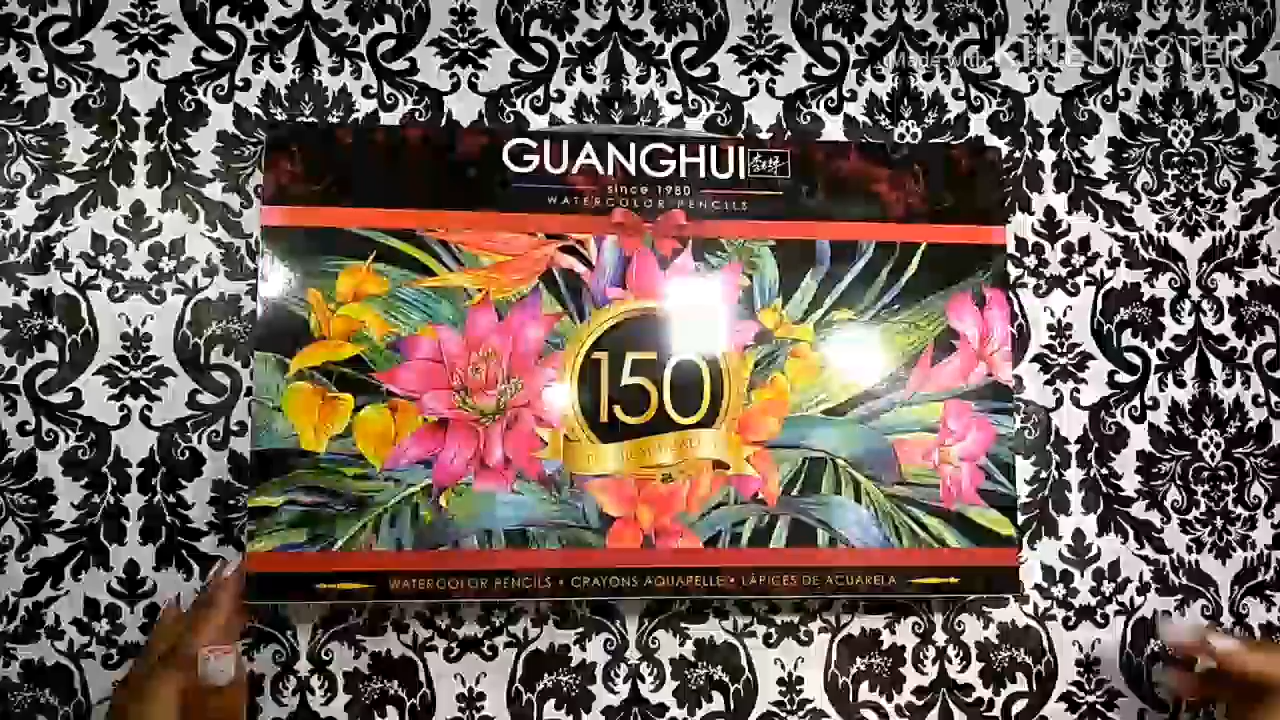 Made with KINEMASTER
GUANGHUI
since 1980
WATERCOLOR PENCILS
150
WATERCOLOR PENCILS • CRAYONS AQUAPELLE • LÁPICES DE ACUARELA